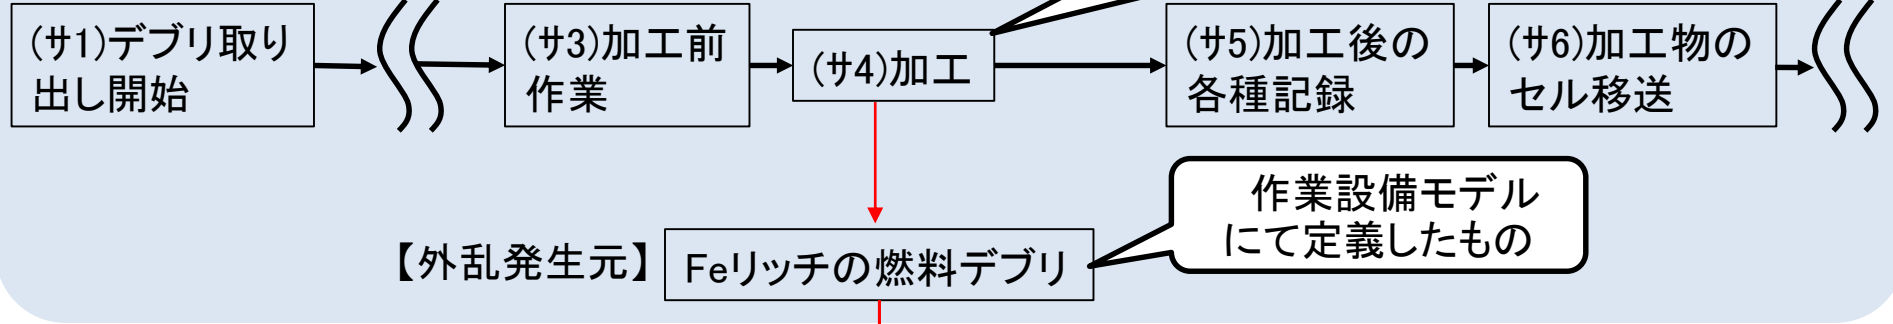 (サ1)デブリ取り
出し開始
(サ3)加工前
作業
(サ4)加工
(サ5)加工後の
各種記録
(サ6)加工物の
セル移送
作業設備モデル
にて定義したもの
【外乱発生元】
Feリッチの燃料デブリ